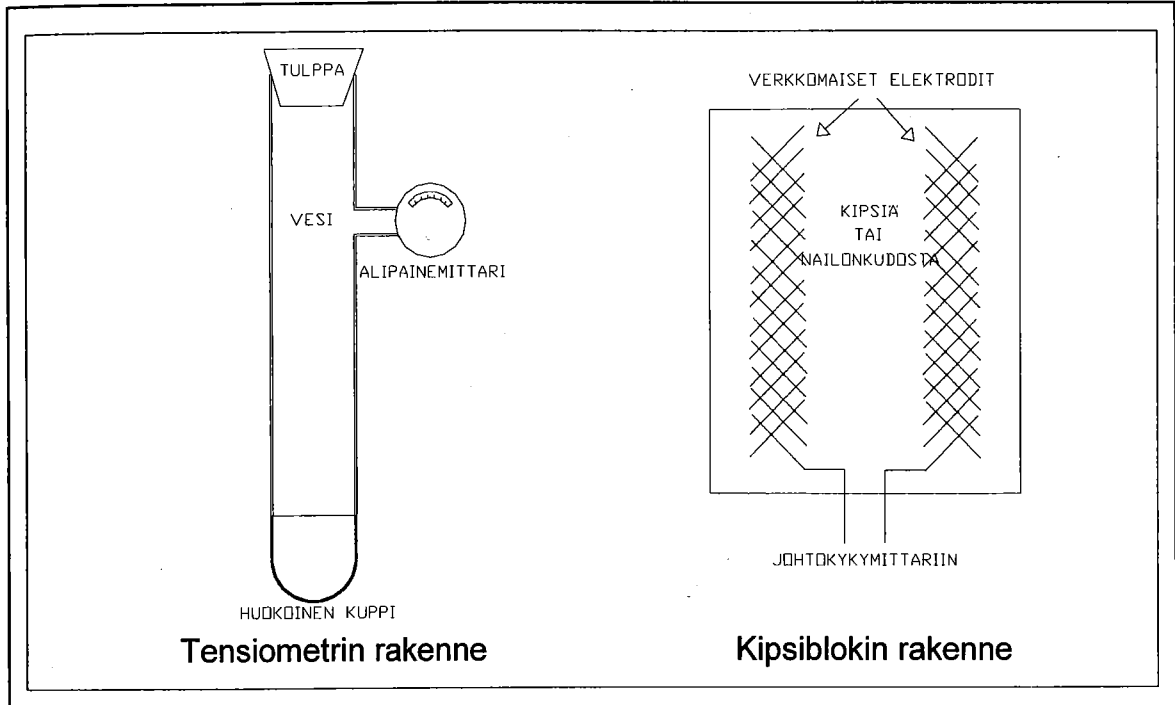 TULPPA
VESI
ALIPAINEMITTARI
HUOKOINEN KUPPI
Tensiometrin rakenne
VERKKOMAISET ELEKTRODIT
KIPSIÄ
TAI
NAILONKUDOSTA
JOHTOKYKYMITTARIIN
Kipsiblokin rakenne